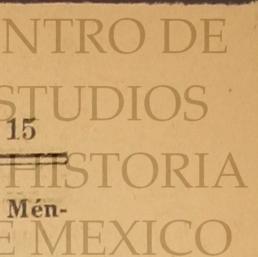 NTRO DE
STUDIOS
15
HISTORIA
Mén-
E MEXICO